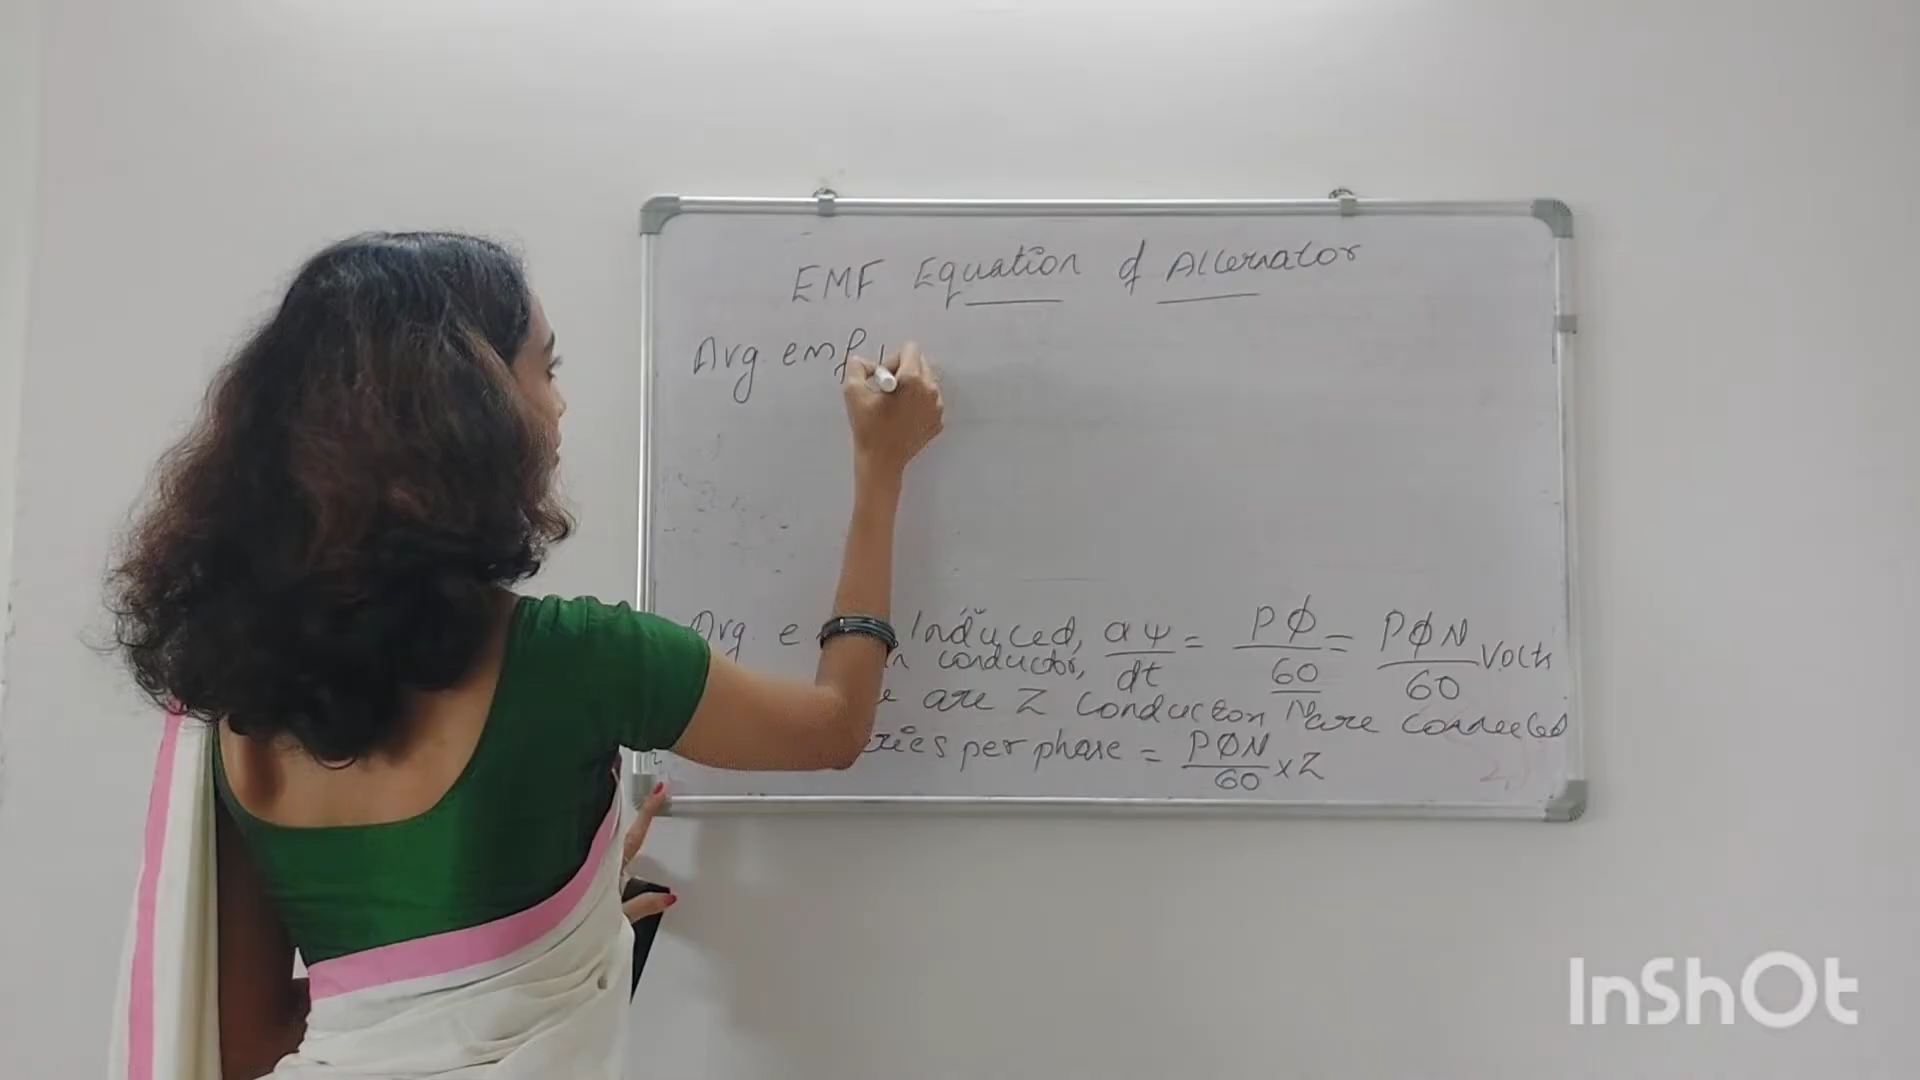 EMF Equation of Alternator
Avg. emf
Avg. e Induced, dψ/dt = Pϕ/60/N = PϕN/60 Volts
conductor,
are Z conductors are connected
per phase = PϕN/60 x Z
InShOt